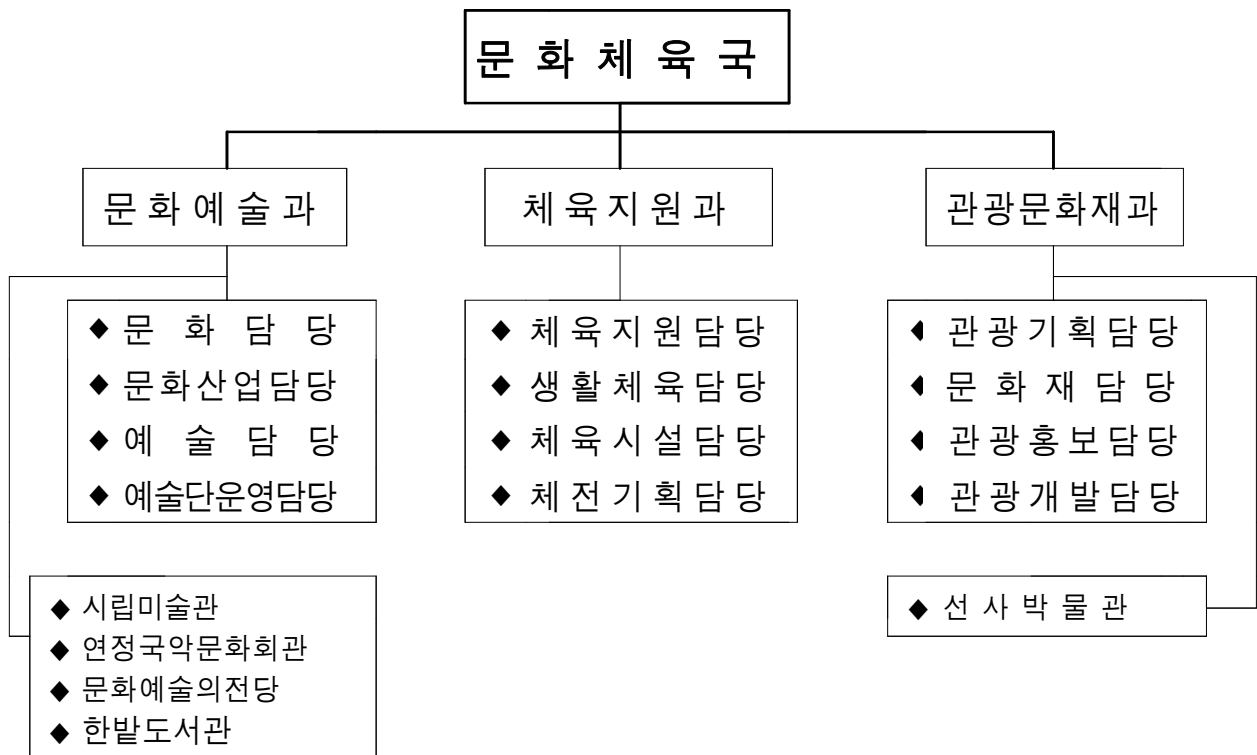 문화체육국
문화예술과
체육지원과
관광문화재과
◆ 문화담당
◆ 문화산업담당
◆ 예술담당
◆ 예술단운영담당
◆ 체육지원담당
◆ 생활체육담당
◆ 체육시설담당
◆ 체전기획담당
◆ 관광기획담당
◆ 문화재담당
◆ 관광홍보담당
◆ 관광개발담당
◆ 시립미술관
◆ 연정국악문화회관
◆ 문화예술의전당
◆ 한밭도서관
◆ 선사박물관